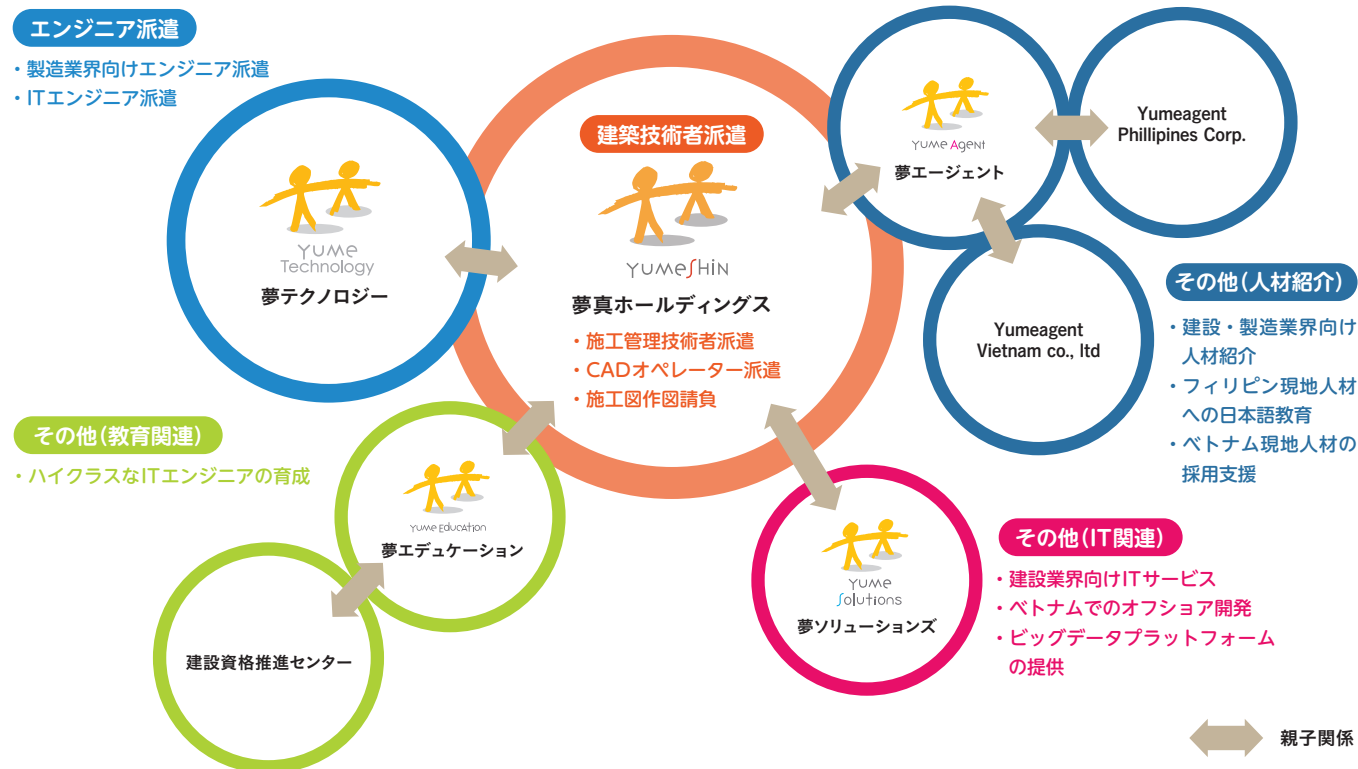 エンジニア派遣
・製造業界向けエンジニア派遣
・ITエンジニア派遣
Yume
Technology
夢テクノロジー
建築技術者派遣
YUMESHiN
夢真ホールディングス
・施工管理技術者派遣
・CADオペレーター派遣
・施工図作図請負
Yume Agent
夢エージェント
Yumeagent
Phillipines Corp.
Yumeagent
Vietnam co., ltd
その他（人材紹介）
・建設・製造業界向け
人材紹介
・フィリピン現地人材
への日本語教育
・ベトナム現地人材の
採用支援
その他（教育関連）
・ハイクラスなITエンジニアの育成
Yume Education
夢エデュケーション
建設資格推進センター
Yume
Solutions
夢ソリューションズ
その他（IT関連）
・建設業界向けITサービス
・ベトナムでのオフショア開発
・ビッグデータプラットフォーム
の提供
親子関係